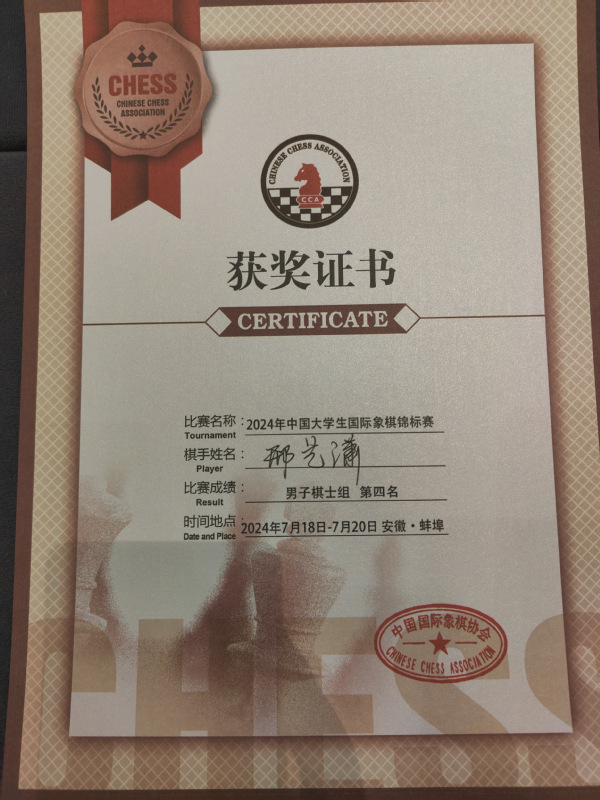 CHESS
CHINESE CHESS
ASSOCIATION
CHINESE CHESS ASSOCIATION
CCA
获奖证书
CERTIFICATE
比赛名称：2024年中国大学生国际象棋锦标赛
Tournament
棋手姓名：邢
Player
比赛成绩：男子棋士组 第四名
Result
时间地点：2024年7月18日-7月20日 安徽·蚌埠
Date and Place
中国国际象棋协会
CHINESE CHESS ASSOCIATION
CHESS